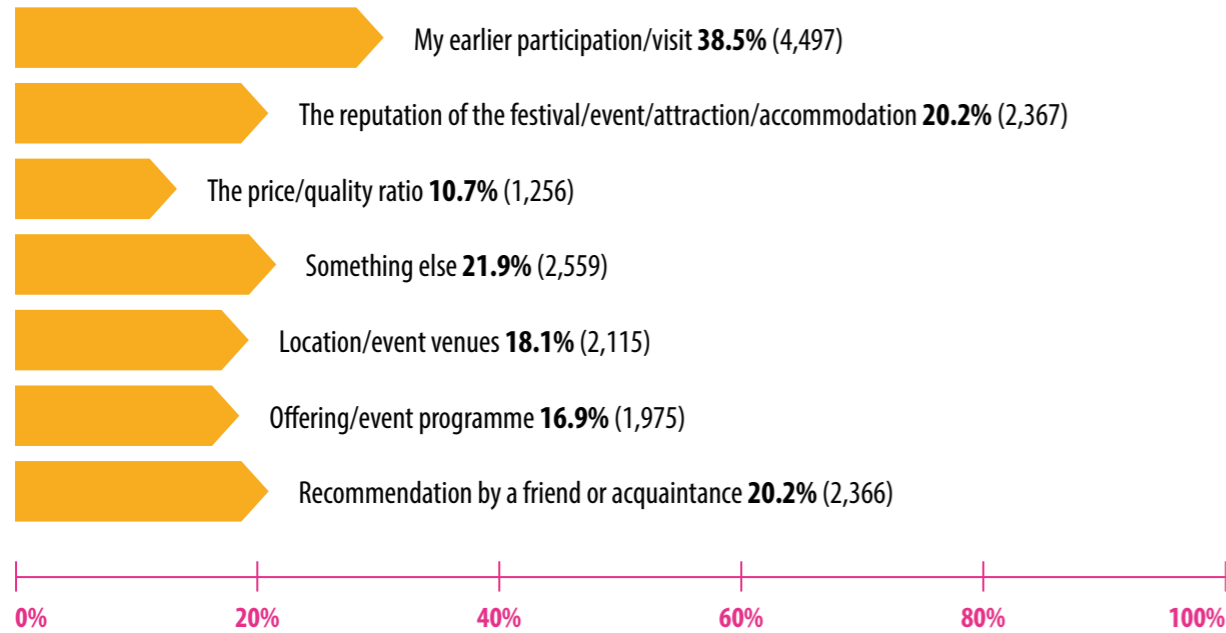 My earlier participation/visit 38.5% (4,497)
The reputation of the festival/event/attraction/accommodation 20.2% (2,367)
The price/quality ratio 10.7% (1,256)
Something else 21.9% (2,559)
Location/event venues 18.1% (2,115)
Offering/event programme 16.9% (1,975)
Recommendation by a friend or acquaintance 20.2% (2,366)
0% 20% 40% 60% 80% 100%